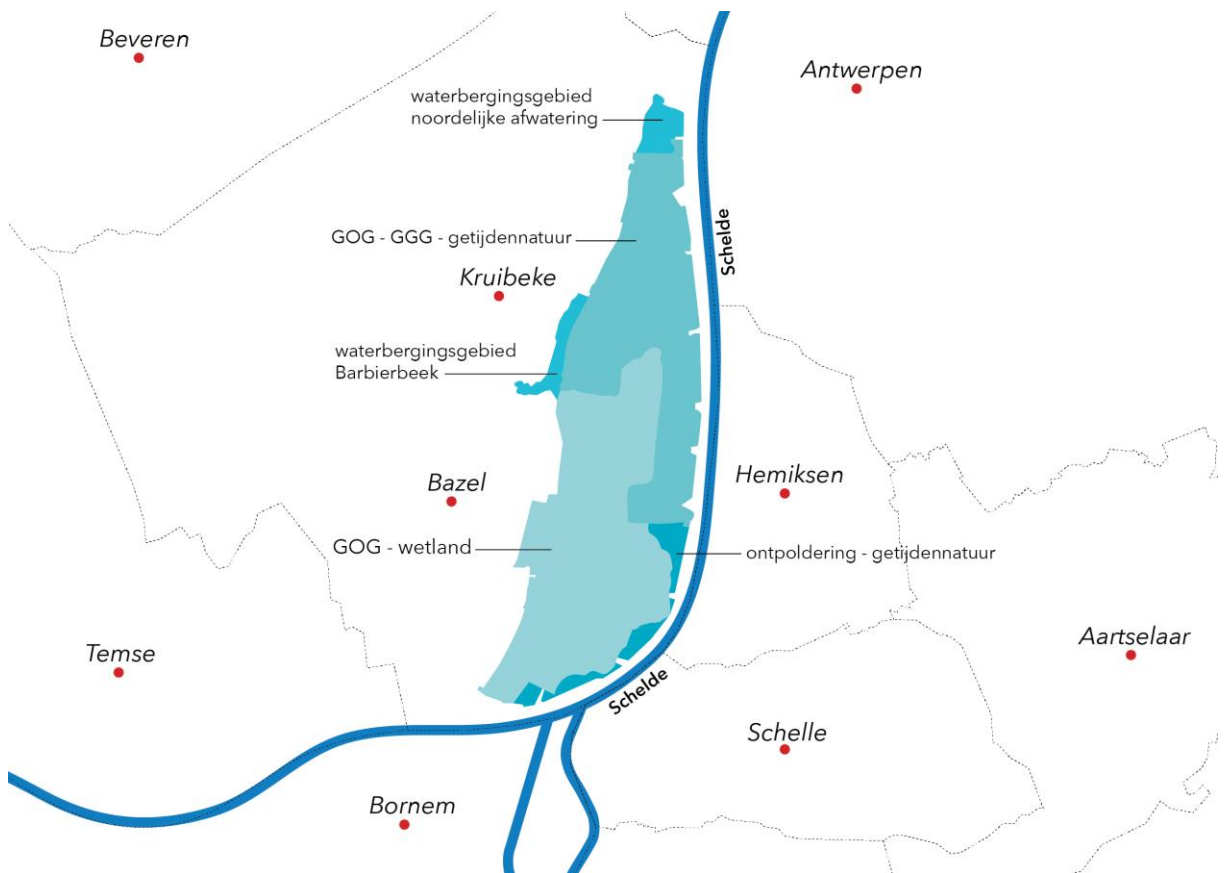 Beveren
Antwerpen
waterbergingsgebied
noordelijke afwatering
GOG - GGG - getijdennatuur
Schelde
Kruibeke
waterbergingsgebied
Barbierbeek
Bazel
Hemiksen
GOG - wetland
ontpoldering - getijdennatuur
Temse
Aartselaar
Schelde
Schelle
Bornem